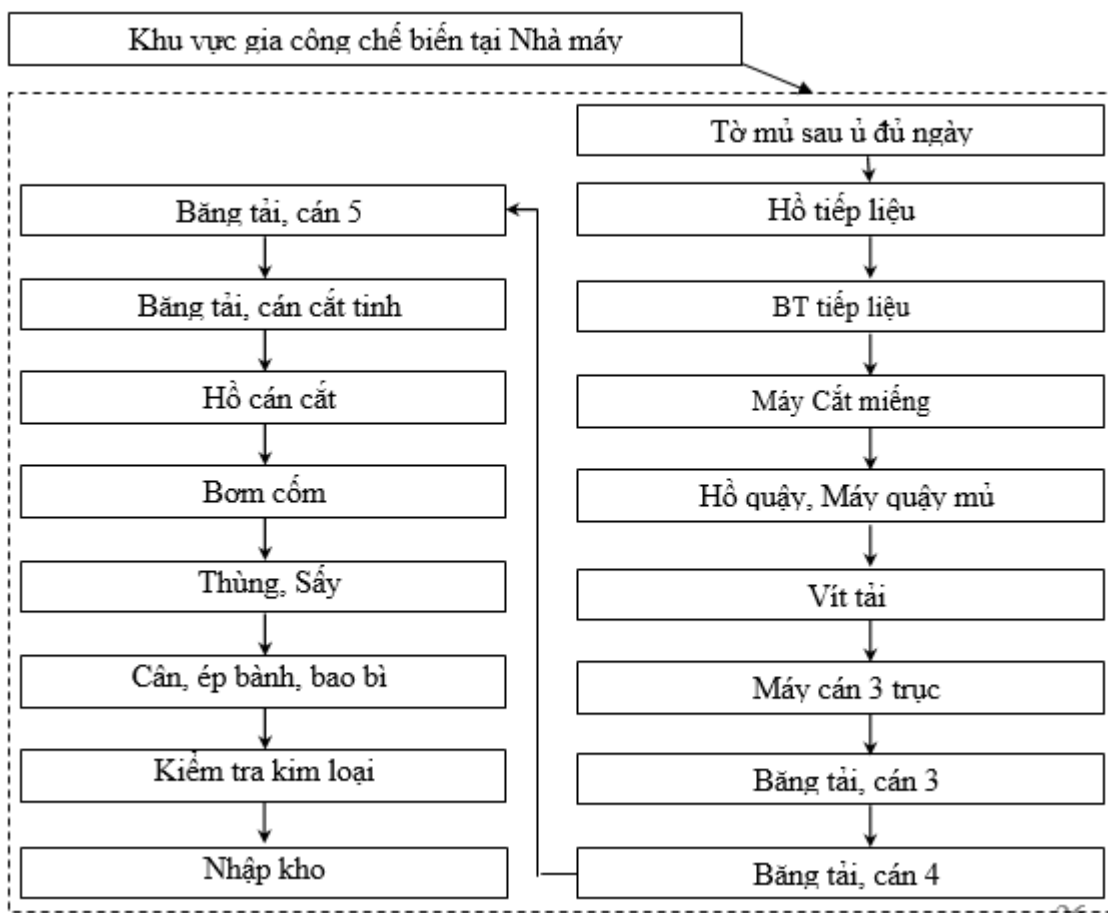 Khu vực gia công chế biến tại Nhà máy
Tờ mủ sau ủ đủ ngày
Hồ tiếp liệu
BT tiếp liệu
Máy Cắt miếng
Hồ quậy, Máy quậy mủ
Vít tải
Máy cán 3 trục
Băng tải, cán 3
Băng tải, cán 4
Băng tải, cán 5
Băng tải, cán cắt tinh
Hồ cán cắt
Bơm cốm
Thùng, Sấy
Cân, ép bành, bao bì
Kiểm tra kim loại
Nhập kho